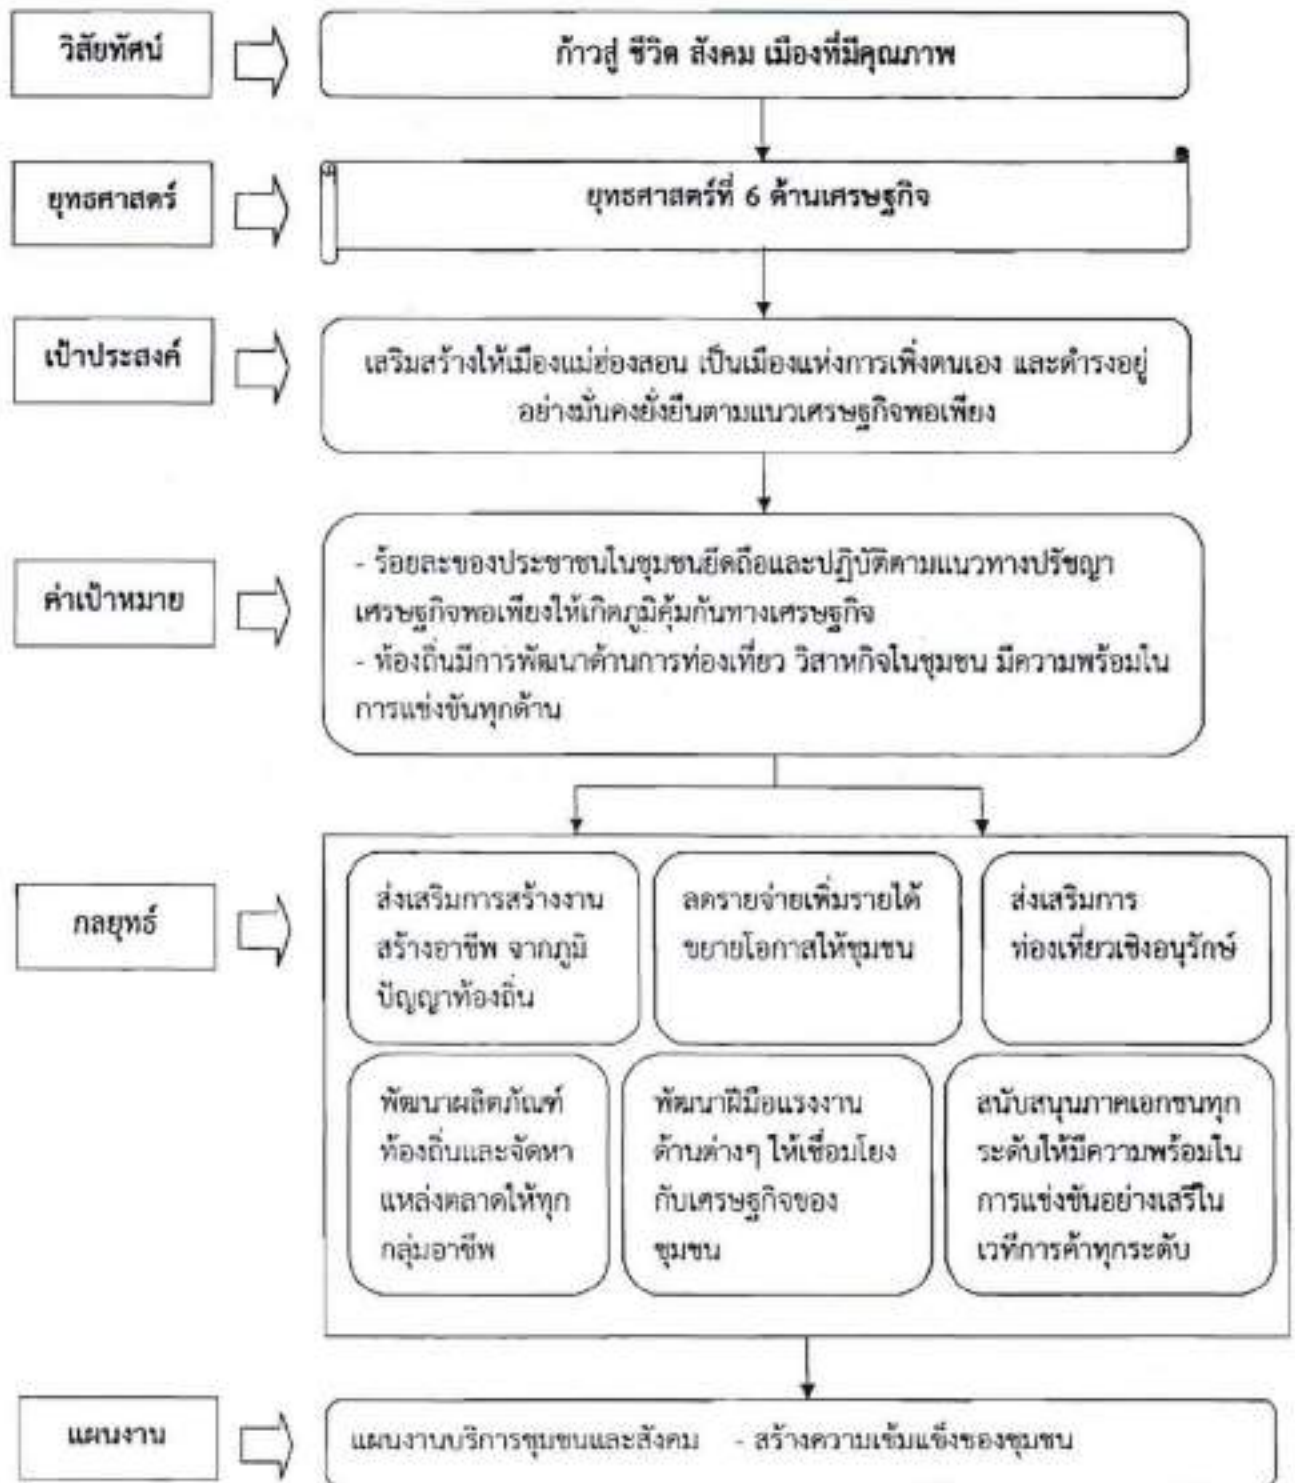 วิสัยทัศน์
ก้าวสู่ ชีวิต สังคม เมืองที่มีคุณภาพ
ยุทธศาสตร์
ยุทธศาสตร์ที่ 6 ด้านเศรษฐกิจ
เป้าประสงค์
เสริมสร้างให้เมืองแม่ฮ่องสอน เป็นเมืองแห่งการเพิ่งตนเอง และดำรงอยู่
อย่างมั่นคงยั่งยืนตามแนวเศรษฐกิจพอเพียง
ค่าเป้าหมาย
- ร้อยละของประชาชนในชุมชนยึดถือและปฏิบัติตามแนวทางปรัชญา
เศรษฐกิจพอเพียงให้เกิดภูมิคุ้มกันทางเศรษฐกิจ
- ท้องถิ่นมีการพัฒนาด้านการท่องเที่ยว วิสาหกิจในชุมชน มีความพร้อมใน
การแข่งขันทุกด้าน
กลยุทธ์
ส่งเสริมการสร้างงาน
สร้างอาชีพ จากภูมิ
ปัญญาท้องถิ่น
ลดรายจ่ายเพิ่มรายได้
ขยายโอกาสให้ชุมชน
ส่งเสริมการ
ท่องเที่ยวเชิงอนุรักษ์
พัฒนาผลิตภัณฑ์
ท้องถิ่นและจัดหา
แหล่งตลาดให้ทุก
กลุ่มอาชีพ
พัฒนาฝีมือแรงงาน
ด้านต่างๆ ให้เชื่อมโยง
กับเศรษฐกิจของ
ชุมชน
สนับสนุนภาคเอกชนทุก
ระดับให้มีความพร้อมใน
การแข่งขันอย่างเสรีใน
เวทีการค้าทุกระดับ
แผนงาน
แผนงานบริการชุมชนและสังคม - สร้างความเข้มแข็งของชุมชน